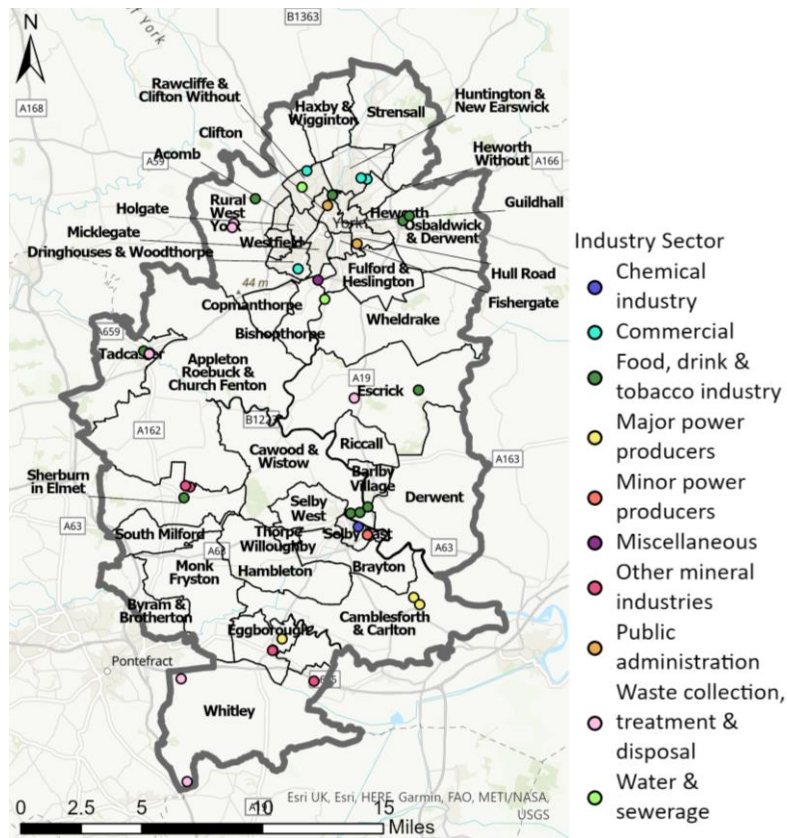 B1363
N
of York
Rawcliffe &
Clifton Without
Huntington &
New Earswick
Haxby &
Wigginton
Strensall
A168
Clifton
Heworth
Without
A59
Acomb
A166
Rural
West
York
Guildhall
Holgate
Heworth
York
Osbaldwick
& Derwent
Micklegate
Westfield
Dringhouses & Woodthorpe
Fulford &
Heslington
Hull Road
44 m
Fishergate
Copmanthorpe
Wheldrake
Bishopthorpe
A659
Tadcaster
Appleton
Roebuck &
Church Fenton
A19
Escrick
A162
B1223
Riccall
Cawood &
Wistow
A163
Barlby
Village
Sherburn
in Elmet
Derwent
Selby
West
A63
South Milford
Thorpe
Willoughby
Selby East
A63
A63
Monk
Fryston
Hambleton
Brayton
Byram &
Brotherton
Camblesforth
& Carlton
Eggborough
Pontefract
Whitley
Esri UK, Esri, HERE, Garmin, FAO, METI/NASA,
USGS
0 2.5 5 10 15
Miles
Industry Sector
Chemical
industry
Commercial
Food, drink &
tobacco industry
Major power
producers
Minor power
producers
Miscellaneous
Other mineral
industries
Public
administration
Waste collection,
treatment &
disposal
Water &
sewerage